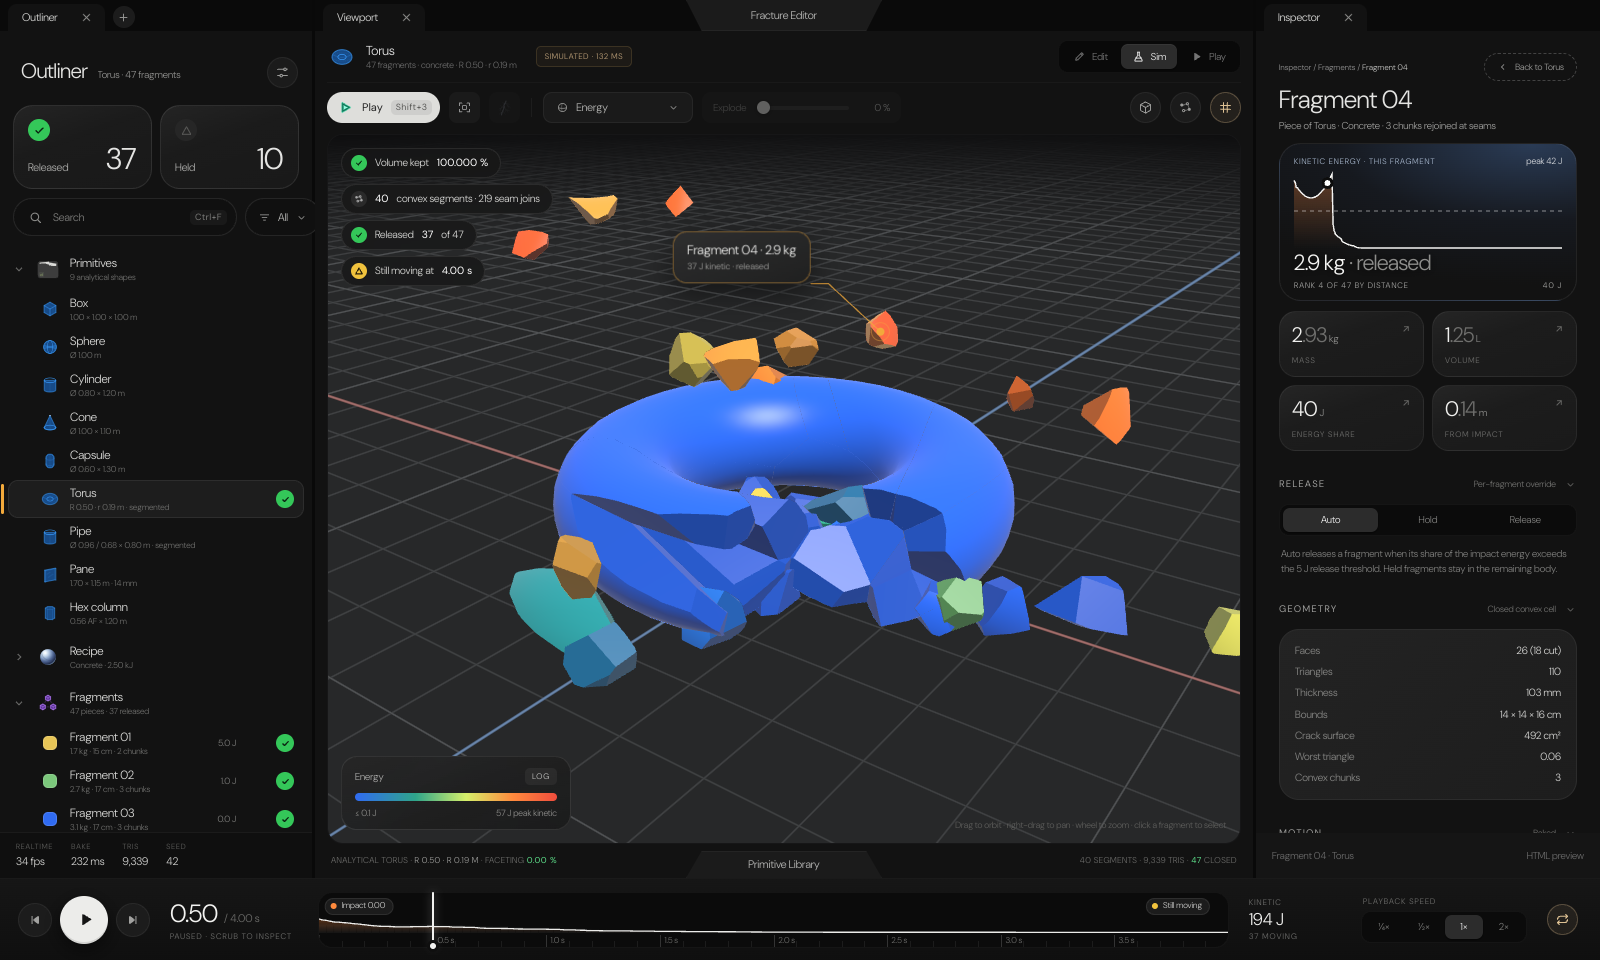 Outliner
Viewport
Fracture Editor
Inspector
Outliner
Torus · 47 fragments
Released
37
Held
10
Search
Ctrl+F
All
Primitives
9 analytical shapes
Box
1.00 × 1.00 × 1.00 m
Sphere
Ø 1.00 m
Cylinder
Ø 0.80 × 1.20 m
Cone
Ø 1.00 × 1.10 m
Capsule
Ø 0.60 × 1.30 m
Torus
R 0.50 · r 0.19 m · segmented
Pipe
Ø 0.96 / 0.68 × 0.80 m · segmented
Pane
1.70 × 1.15 m · 14 mm
Hex column
0.56 AF × 1.20 m
Recipe
Concrete · 2.50 kJ
Fragments
47 pieces · 37 released
Fragment 01
1.7 kg · 15 cm · 2 chunks
5.0 J
Fragment 02
2.7 kg · 17 cm · 3 chunks
1.0 J
Fragment 03
3.1 kg · 17 cm · 3 chunks
0.0 J
REALTIME
34 fps
BAKE
232 ms
TRIS
9,339
SEED
42
Torus
47 fragments · concrete · R 0.50 · r 0.19 m
SIMULATED · 132 MS
Edit
Sim
Play
Play
Shift+3
Energy
Explode
0 %
Volume kept 100.000 %
40 convex segments · 219 seam joins
Released 37 of 47
Still moving at 4.00 s
Fragment 04 · 2.9 kg
37 J kinetic · released
Energy
LOG
≤ 0.1 J
57 J peak kinetic
Drag to orbit · right-drag to pan · wheel to zoom · click a fragment to select
ANALYTICAL TORUS · R 0.50 · R 0.19 M · FACETING 0.00 %
Primitive Library
40 SEGMENTS · 9,339 TRIS · 47 CLOSED
Inspector / Fragments / Fragment 04
Back to Torus
Fragment 04
Piece of Torus · Concrete · 3 chunks rejoined at seams
KINETIC ENERGY · THIS FRAGMENT
peak 42 J
2.9 kg · released
RANK 4 OF 47 BY DISTANCE
40 J
2.93 kg
MASS
1.25 L
VOLUME
40 J
ENERGY SHARE
0.14 m
FROM IMPACT
RELEASE
Per-fragment override
Auto
Hold
Release
Auto releases a fragment when its share of the impact energy exceeds
the 5 J release threshold. Held fragments stay in the remaining body.
GEOMETRY
Closed convex cell
Faces
26 (18 cut)
Triangles
110
Thickness
103 mm
Bounds
14 × 14 × 16 cm
Crack surface
492 cm²
Worst triangle
0.06
Convex chunks
3
MOTION
Baked
Fragment 04 · Torus
HTML preview
0.50 / 4.00 s
PAUSED · SCRUB TO INSPECT
Impact 0.00
Still moving
0.5 s
1.0 s
1.5 s
2.0 s
2.5 s
3.0 s
3.5 s
KINETIC
194 J
37 MOVING
PLAYBACK SPEED
¼×
½×
1×
2×